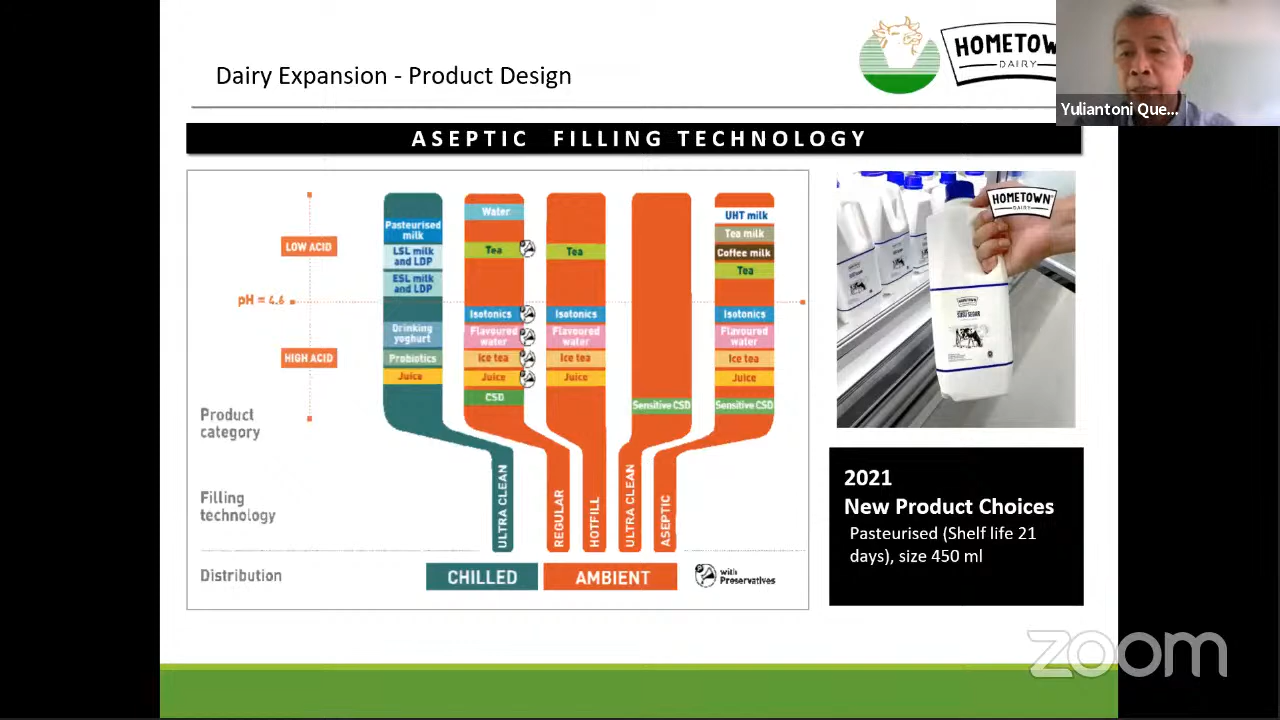 Dairy Expansion - Product Design
HOMETOW
DAIRY
Yuliantoni Que...
ASEPTIC FILLING TECHNOLOGY
LOW ACID
pH = 4.6
HIGH ACID
Product
category
Filling
technology
Distribution
Pasteurised
milk
LSL milk
and LDP
ESL milk
and LDP
Drinking
yoghurt
Probiotics
Juice
Water
Tea
Isotonics
Flavoured
water
Ice tea
Juice
CSD
Tea
Isotonics
Flavoured
water
Ice tea
Juice
Sensitive CSD
UHT milk
Tea milk
Coffee milk
Tea
Isotonics
Flavoured
water
Ice tea
Juice
Sensitive CSD
ULTRA CLEAN
REGULAR
HOTFILL
ULTRA CLEAN
ASEPTIC
CHILLED
AMBIENT
with
Preservatives
HOMETOWN
DAIRY
HOMETOWN
2021
New Product Choices
Pasteurised (Shelf life 21
days), size 450 ml
zoom